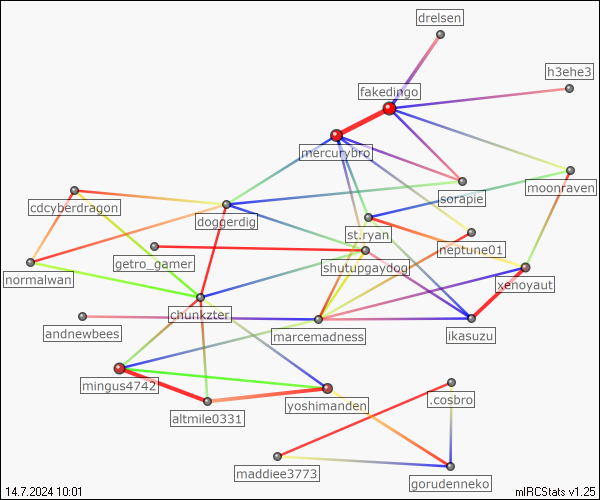 drelsen
h3ehe3
fakedingo
mercurybro
moonraven
sorapie
cdcyberdragon
doggerdig
st.ryan
neptune01
getro_gamer
shutupgaydog
normalwan
xenoyaut
chunkzter
andnewbees
marcemadness
ikasuzu
mingus4742
.cosbro
yoshimanden
altmile0331
maddiee3773
gorudenneko
14.7.2024 10:01
mIRCStats v1.25